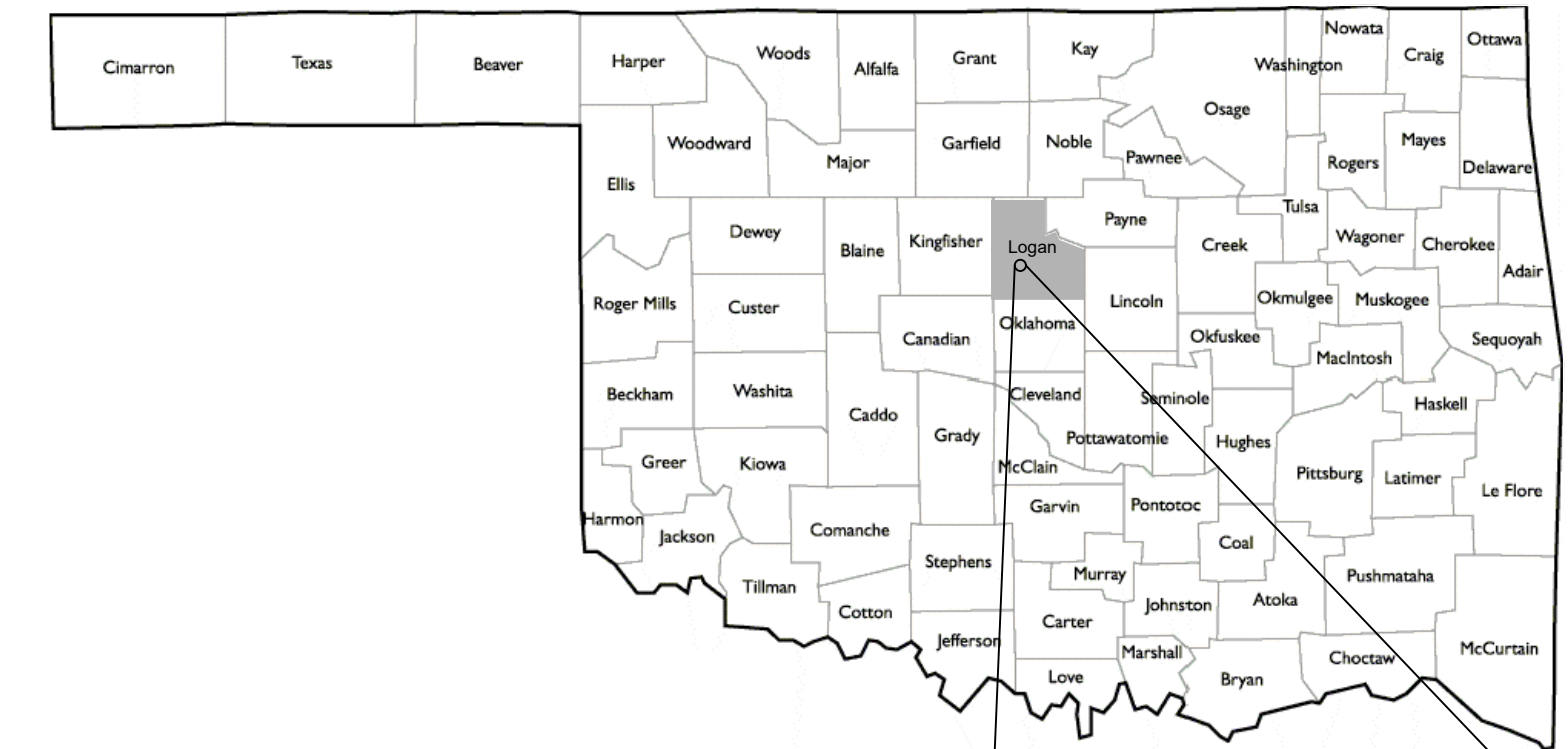 Cimarron
Texas
Beaver
Harper
Woods
Alfalfa
Grant
Kay
Washington
Nowata
Craig
Ottawa
Osage
Woodward
Major
Garfield
Noble
Pawnee
Rogers
Mayes
Delaware
Ellis
Dewey
Blaine
Kingfisher
Logan
Payne
Creek
Tulsa
Wagoner
Cherokee
Adair
Roger Mills
Custer
Canadian
Oklahoma
Lincoln
Okmulgee
Muskogee
Okfuskee
MacIntosh
Sequoyah
Beckham
Washita
Caddo
Grady
Cleveland
Pottawatomie
Seminole
Hughes
Haskell
McClain
Greer
Kiowa
Pittsburg
Latimer
Le Flore
Harmon
Jackson
Comanche
Garvin
Pontotoc
Coal
Stephens
Murray
Tillman
Cotton
Johnston
Atoka
Pushmataha
Jefferson
Carter
Marshall
Love
Bryan
Choctaw
McCurtain